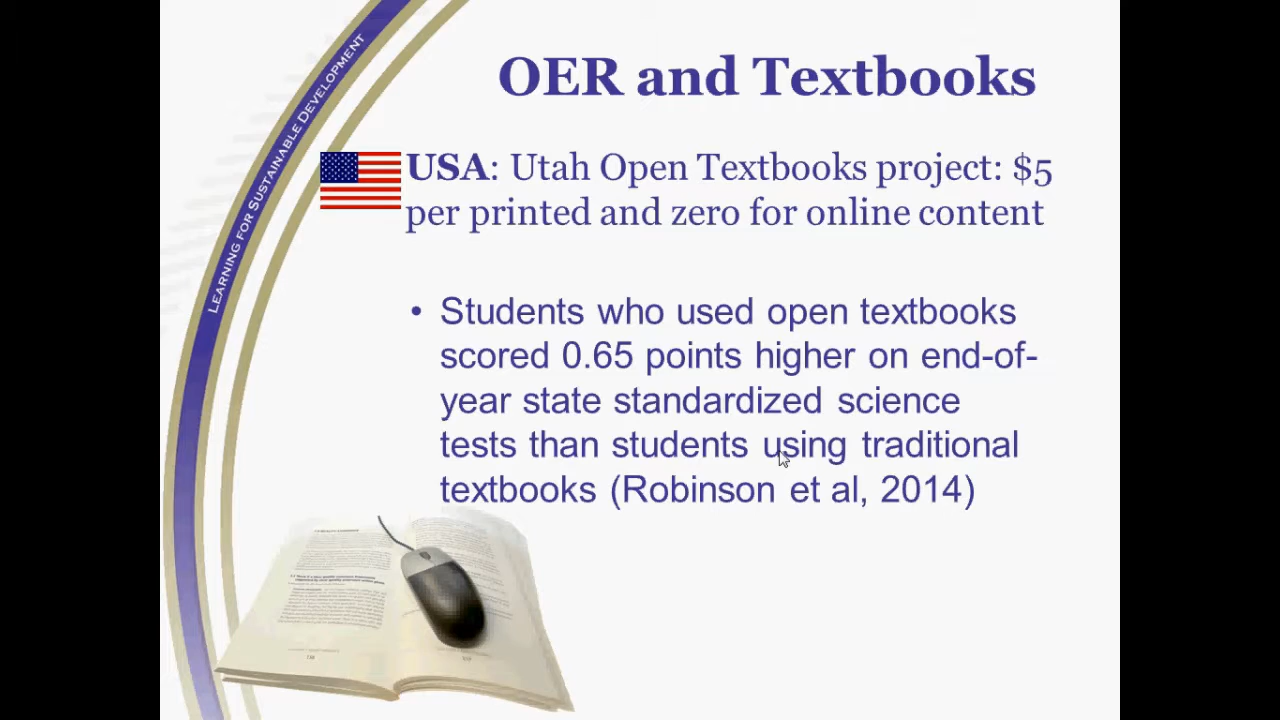 OER and Textbooks
LEARNING FOR SUSTAINABLE DEVELOPMENT
USA: Utah Open Textbooks project: $5
per printed and zero for online content
• Students who used open textbooks
scored 0.65 points higher on end-of-
year state standardized science
tests than students using traditional
textbooks (Robinson et al, 2014)